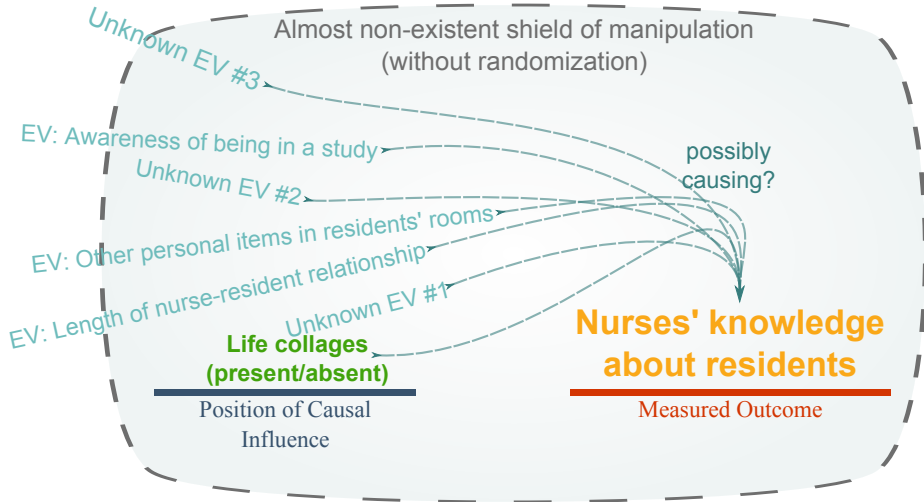 Almost non-existent shield of manipulation
(without randomization)
Unknown EV #3
EV: Awareness of being in a study
Unknown EV #2
EV: Other personal items in residents' rooms
EV: Length of nurse-resident relationship
Unknown EV #1
possibly
causing?
Life collages
(present/absent)
Position of Causal
Influence
Nurses' knowledge
about residents
Measured Outcome